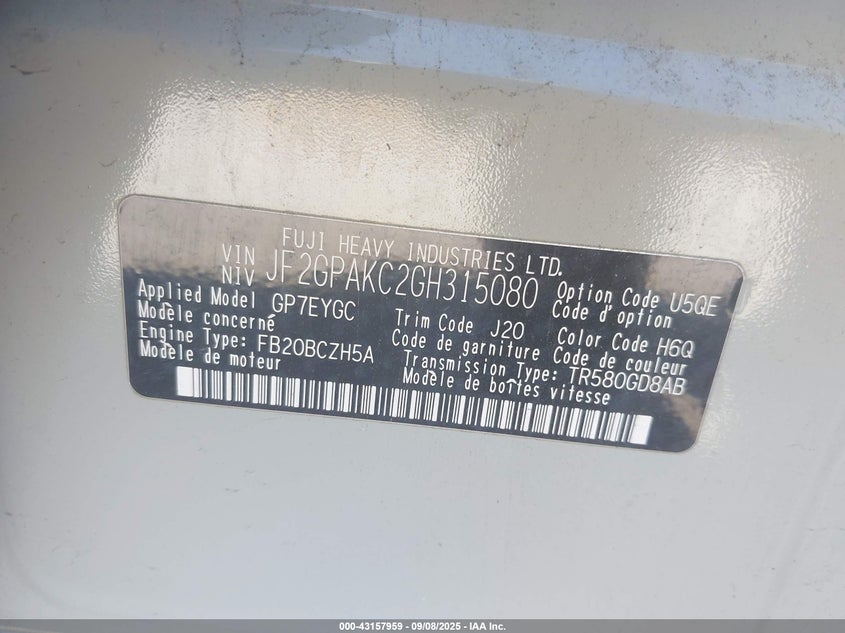 FUJI HEAVY INDUSTRIES LTD.
VIN
NIV JF2GPAKC2GH315080
Applied Model GP7EYGC
Modèle concerné
Engine Type: FB20BCZH5A
Modèle de moteur
Option Code U5QE
Code d'option
Trim Code J20
Code de garniture
Color Code H6Q
Code de couleur
Transmission Type: TR580GD8AB
Modèle de boîtes vitesse
000-43157959 - 09/08/2025 - IAA Inc.